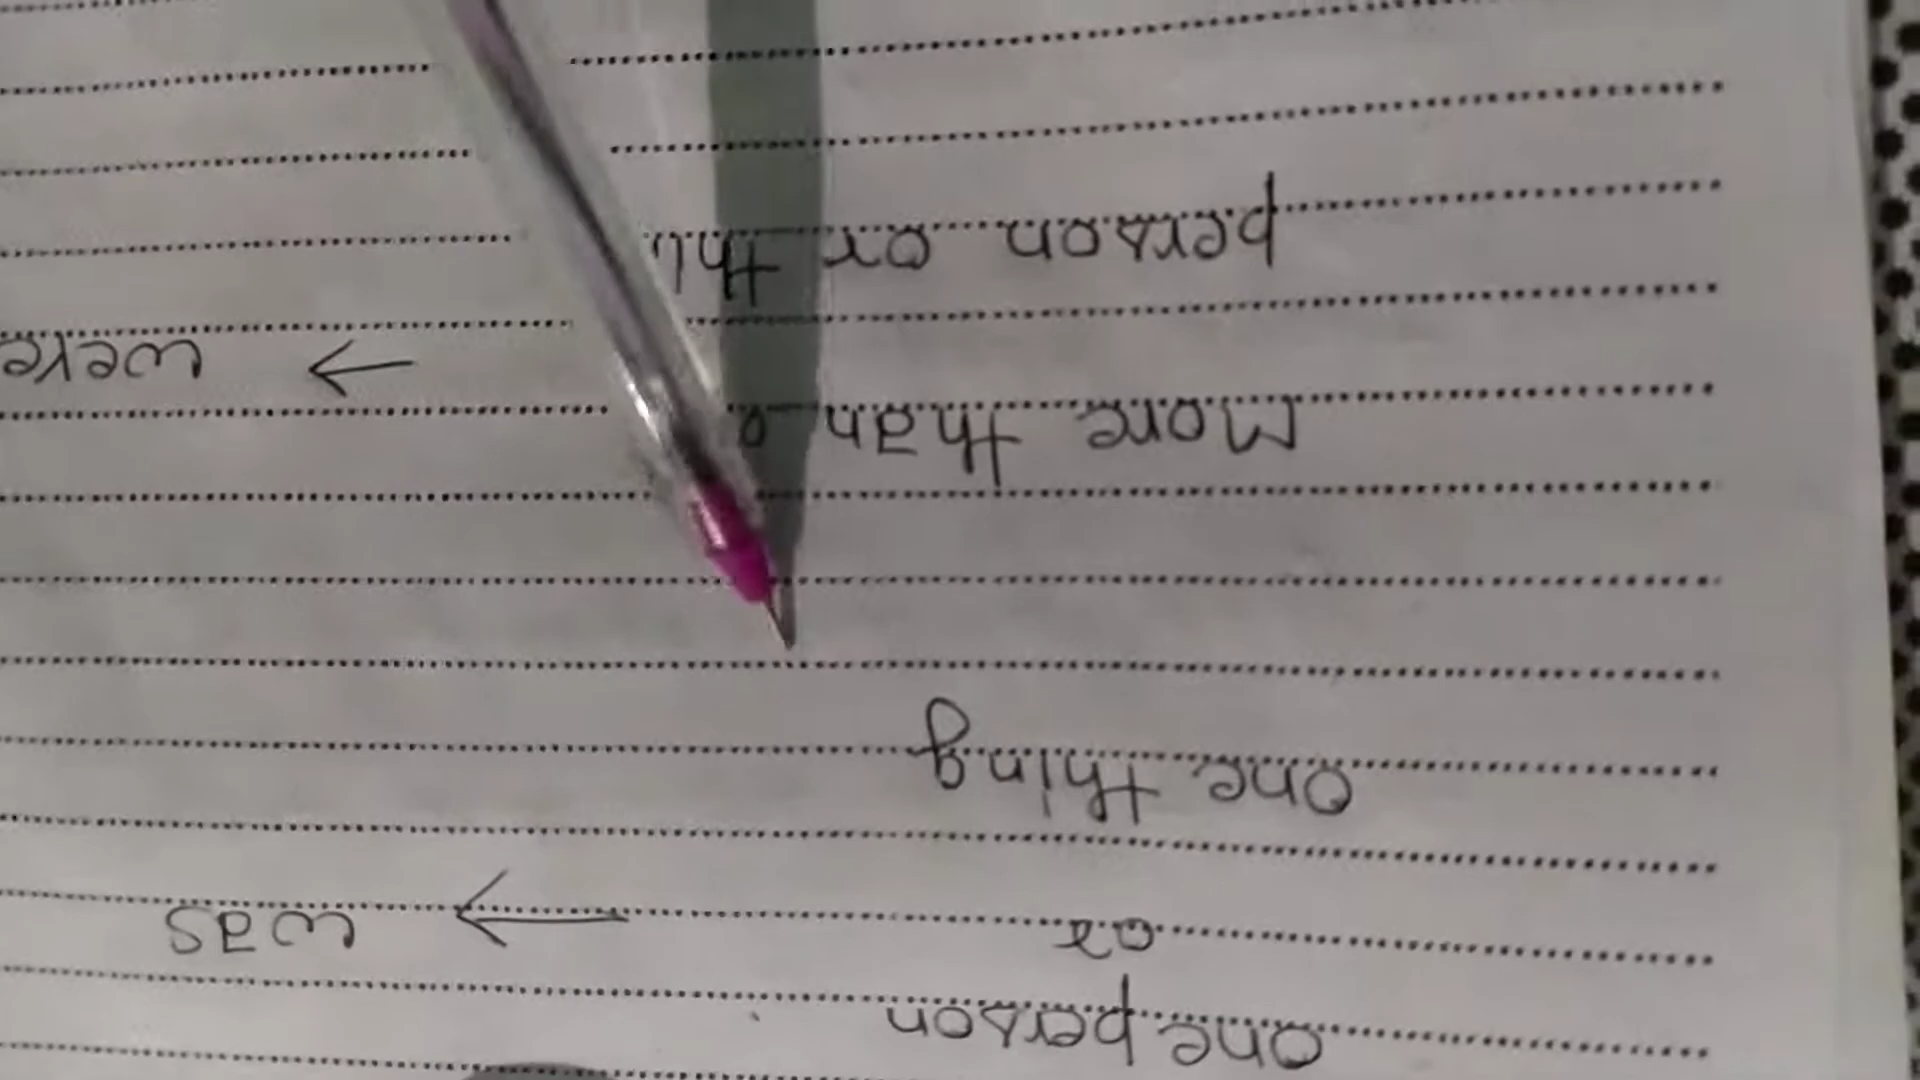 one person
or → was
one thing
More than
→ were
person or